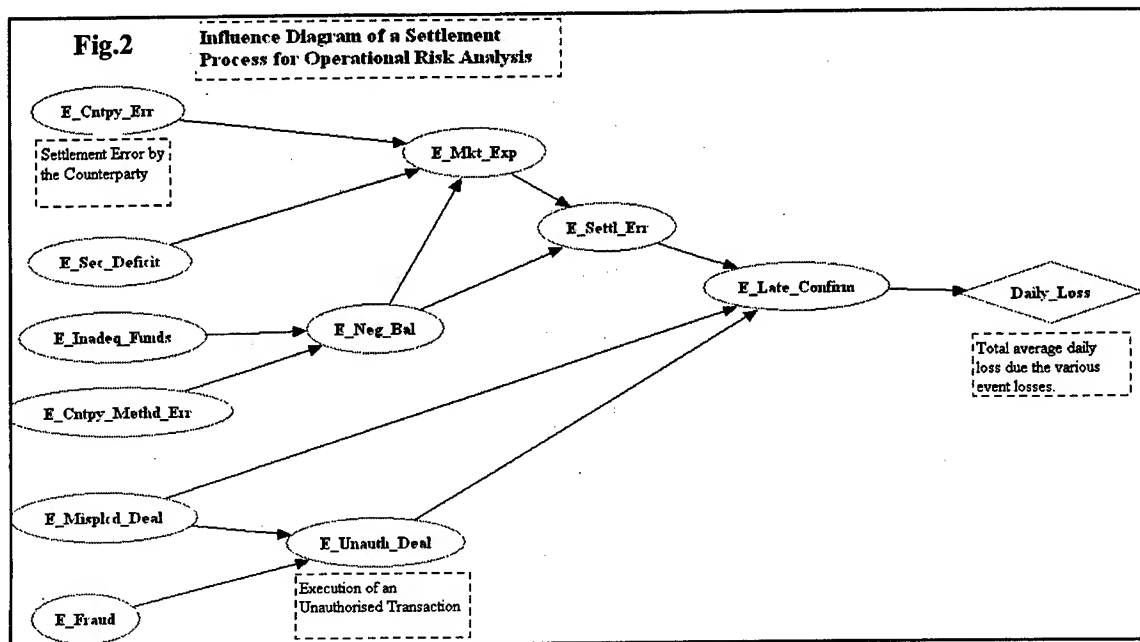 Fig.2
Influence Diagram of a Settlement
Process for Operational Risk Analysis
E_Cntpy_Err
Settlement Error by
the Counterparty
E_Mkt_Exp
E_Sec_Deficit
E_Settl_Err
E_Late_Confirm
Daily_Loss
Total average daily
loss due the various
event losses.
E_Inadeq_Funds
E_Neg_Bal
E_Cntpy_Methd_Err
E_Misplcd_Deal
E_Unauth_Deal
Execution of an
Unauthorised Transaction
E_Fraud